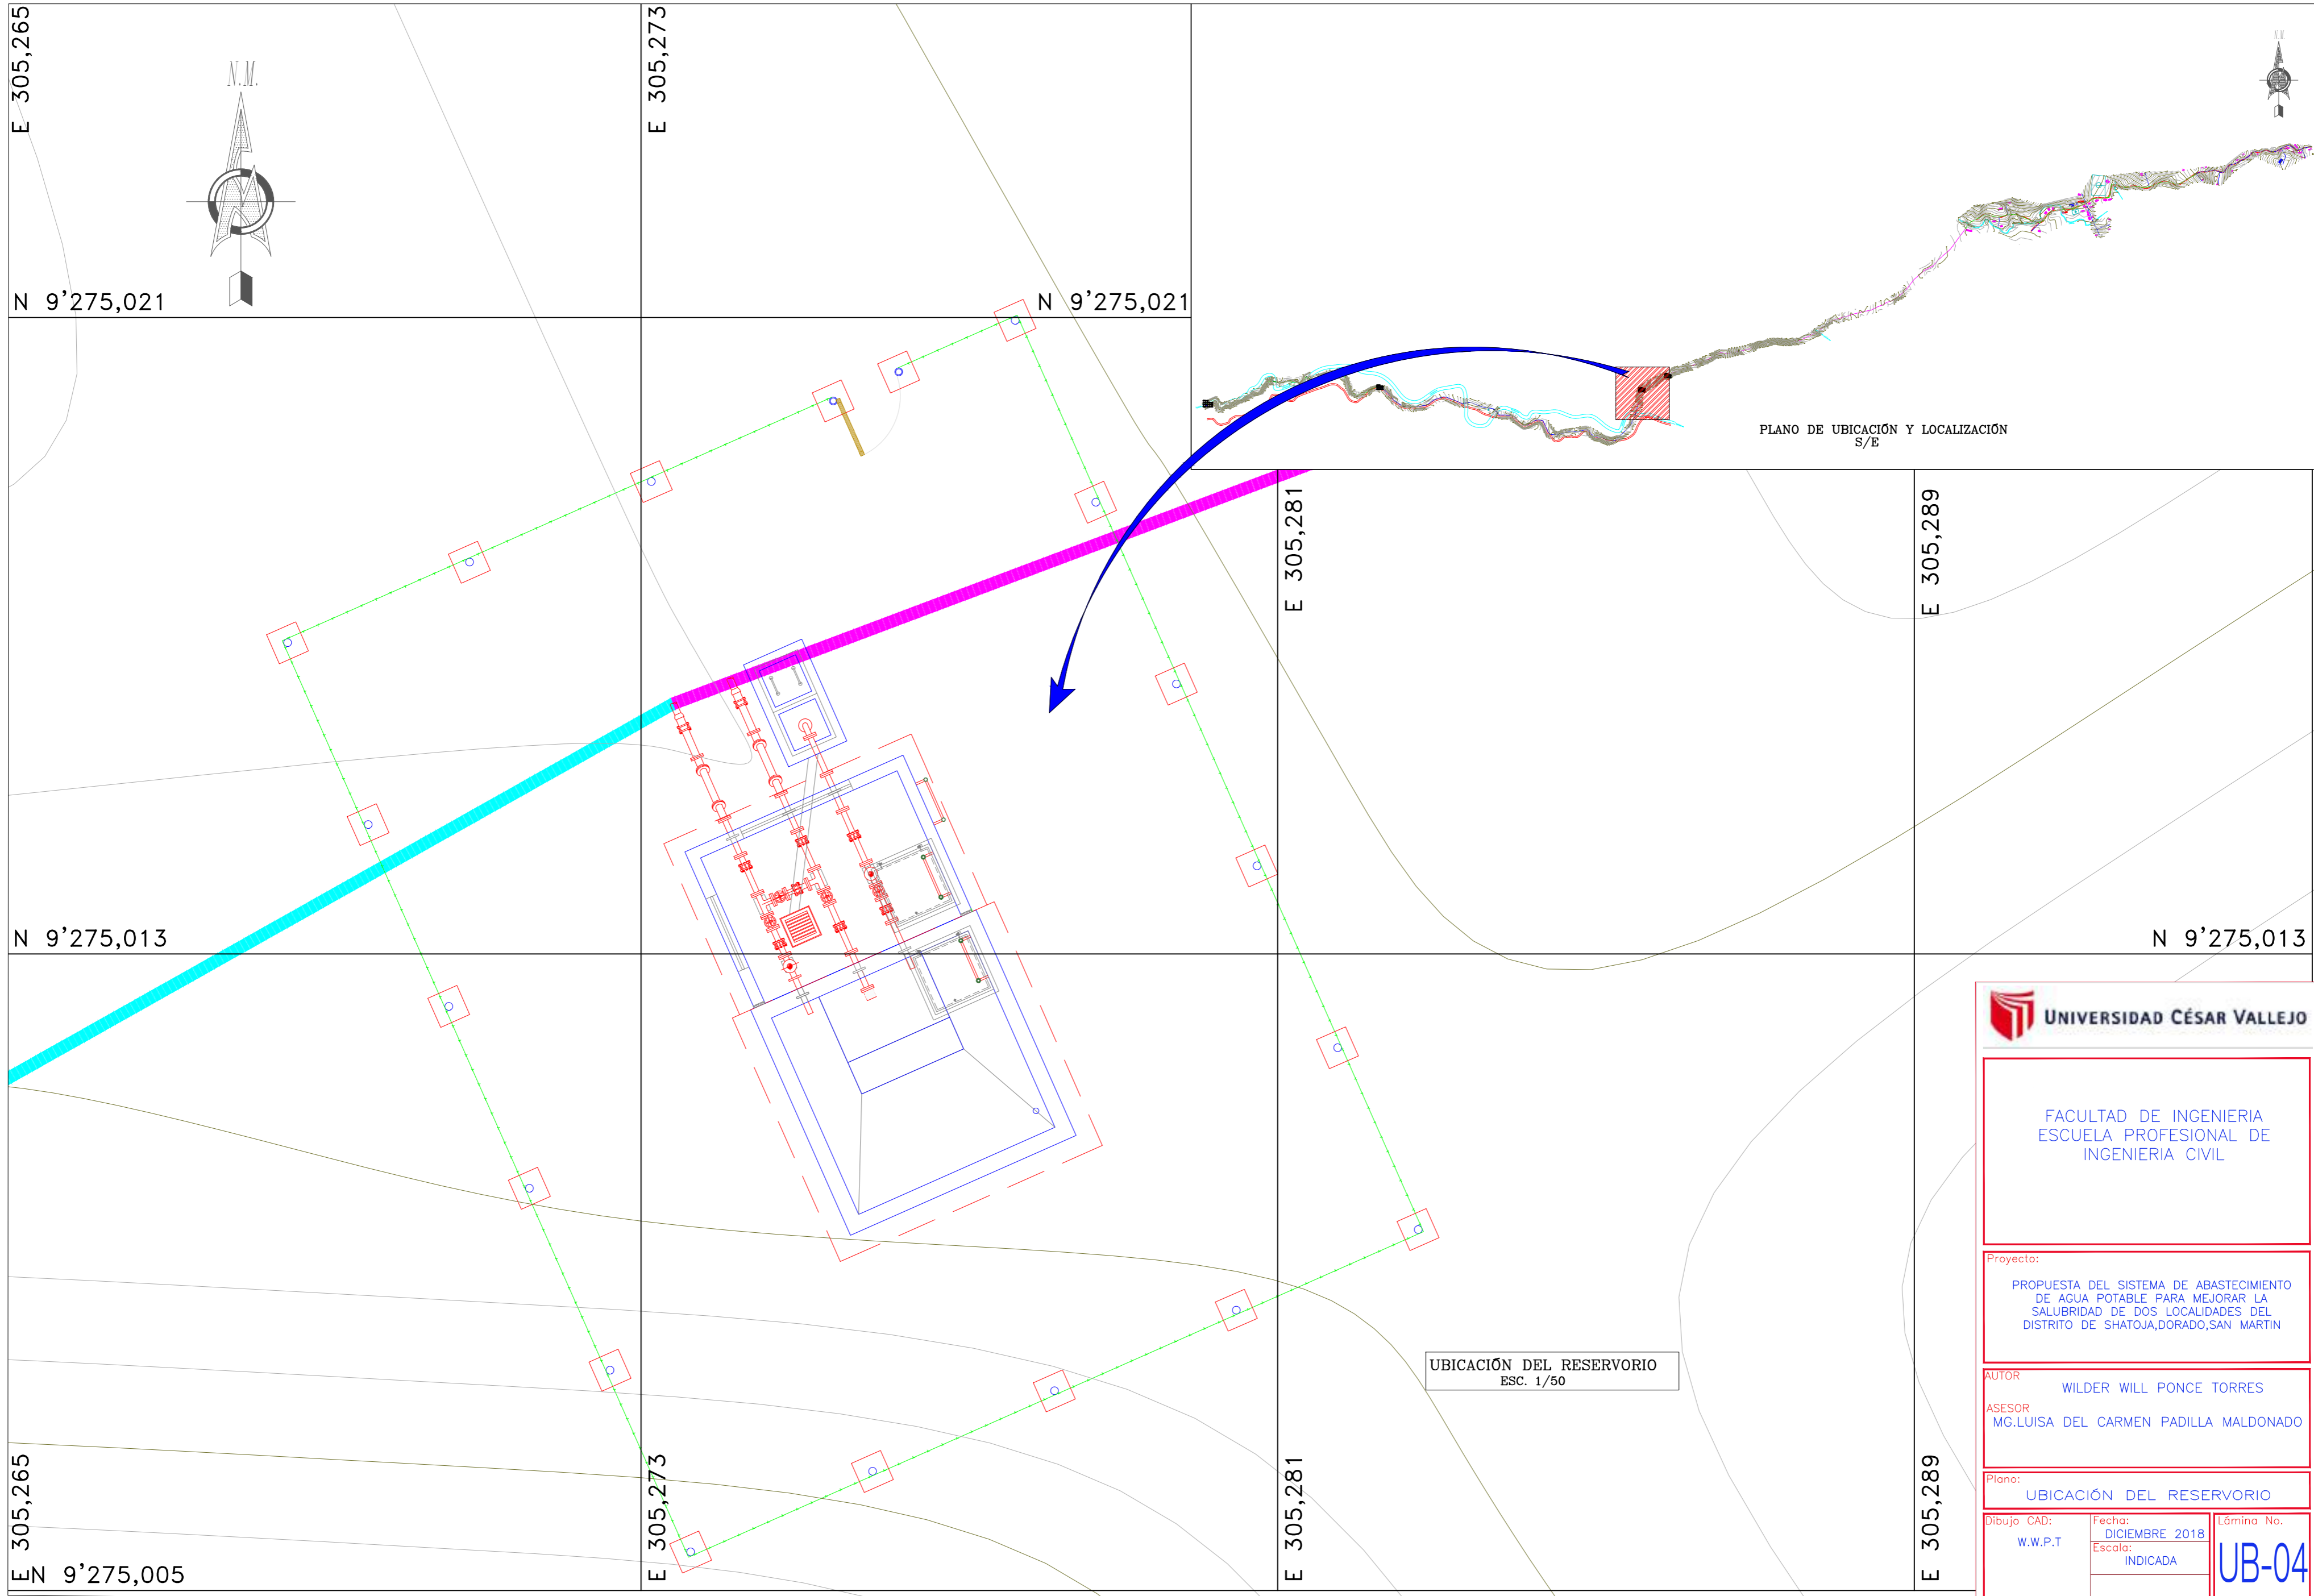 E 305,265
E 305,273
N.M.
N.M.
N 9'275,021
N 9'275,021
PLANO DE UBICACIÓN Y LOCALIZACIÓN
S/E
E 305,281
E 305,289
N 9'275,013
N 9'275,013
UNIVERSIDAD CÉSAR VALLEJO
FACULTAD DE INGENIERIA
ESCUELA PROFESIONAL DE
INGENIERIA CIVIL
Proyecto:
PROPUESTA DEL SISTEMA DE ABASTECIMIENTO
DE AGUA POTABLE PARA MEJORAR LA
SALUBRIDAD DE DOS LOCALIDADES DEL
DISTRITO DE SHATOJA,DORADO,SAN MARTIN
UBICACIÓN DEL RESERVORIO
ESC. 1/50
AUTOR
WILDER WILL PONCE TORRES
ASESOR
MG.LUISA DEL CARMEN PADILLA MALDONADO
Plano:
UBICACIÓN DEL RESERVORIO
Dibujo CAD:
W.W.P.T
Fecha:
DICIEMBRE 2018
Escala:
INDICADA
Lámina No.
UB-04
E 305,265
E 305,273
E 305,281
E 305,289
N 9'275,005